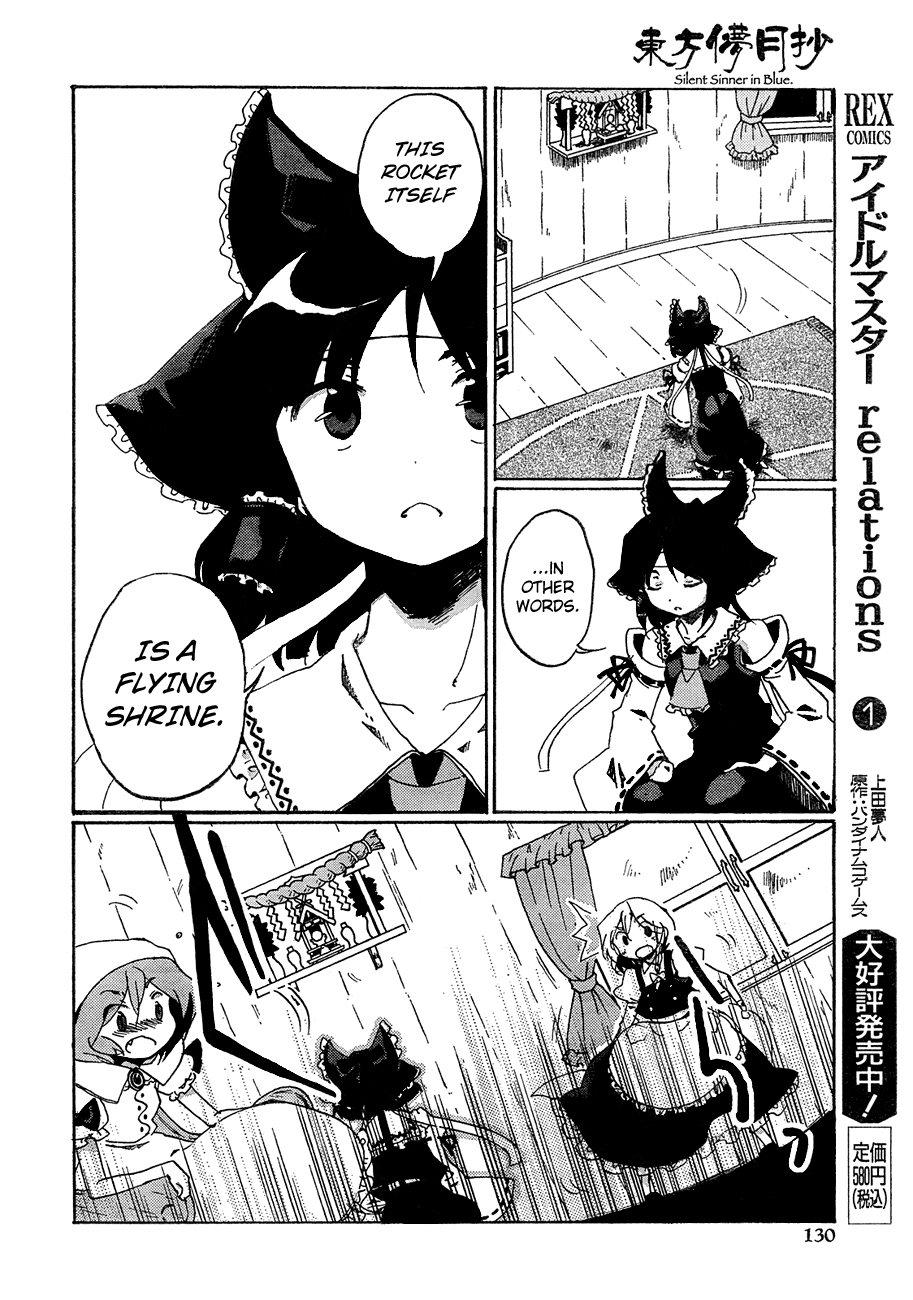 東方儚月抄
Silent Sinner in Blue.
...IN
OTHER
WORDS.
THIS
ROCKET
ITSELF
IS A
FLYING
SHRINE.
REX
COMICS
アイドルマスター relations
1
上田夢人
原作:バンダイナムコゲームス
大好評発売中!
定価
580円
(税込)
130